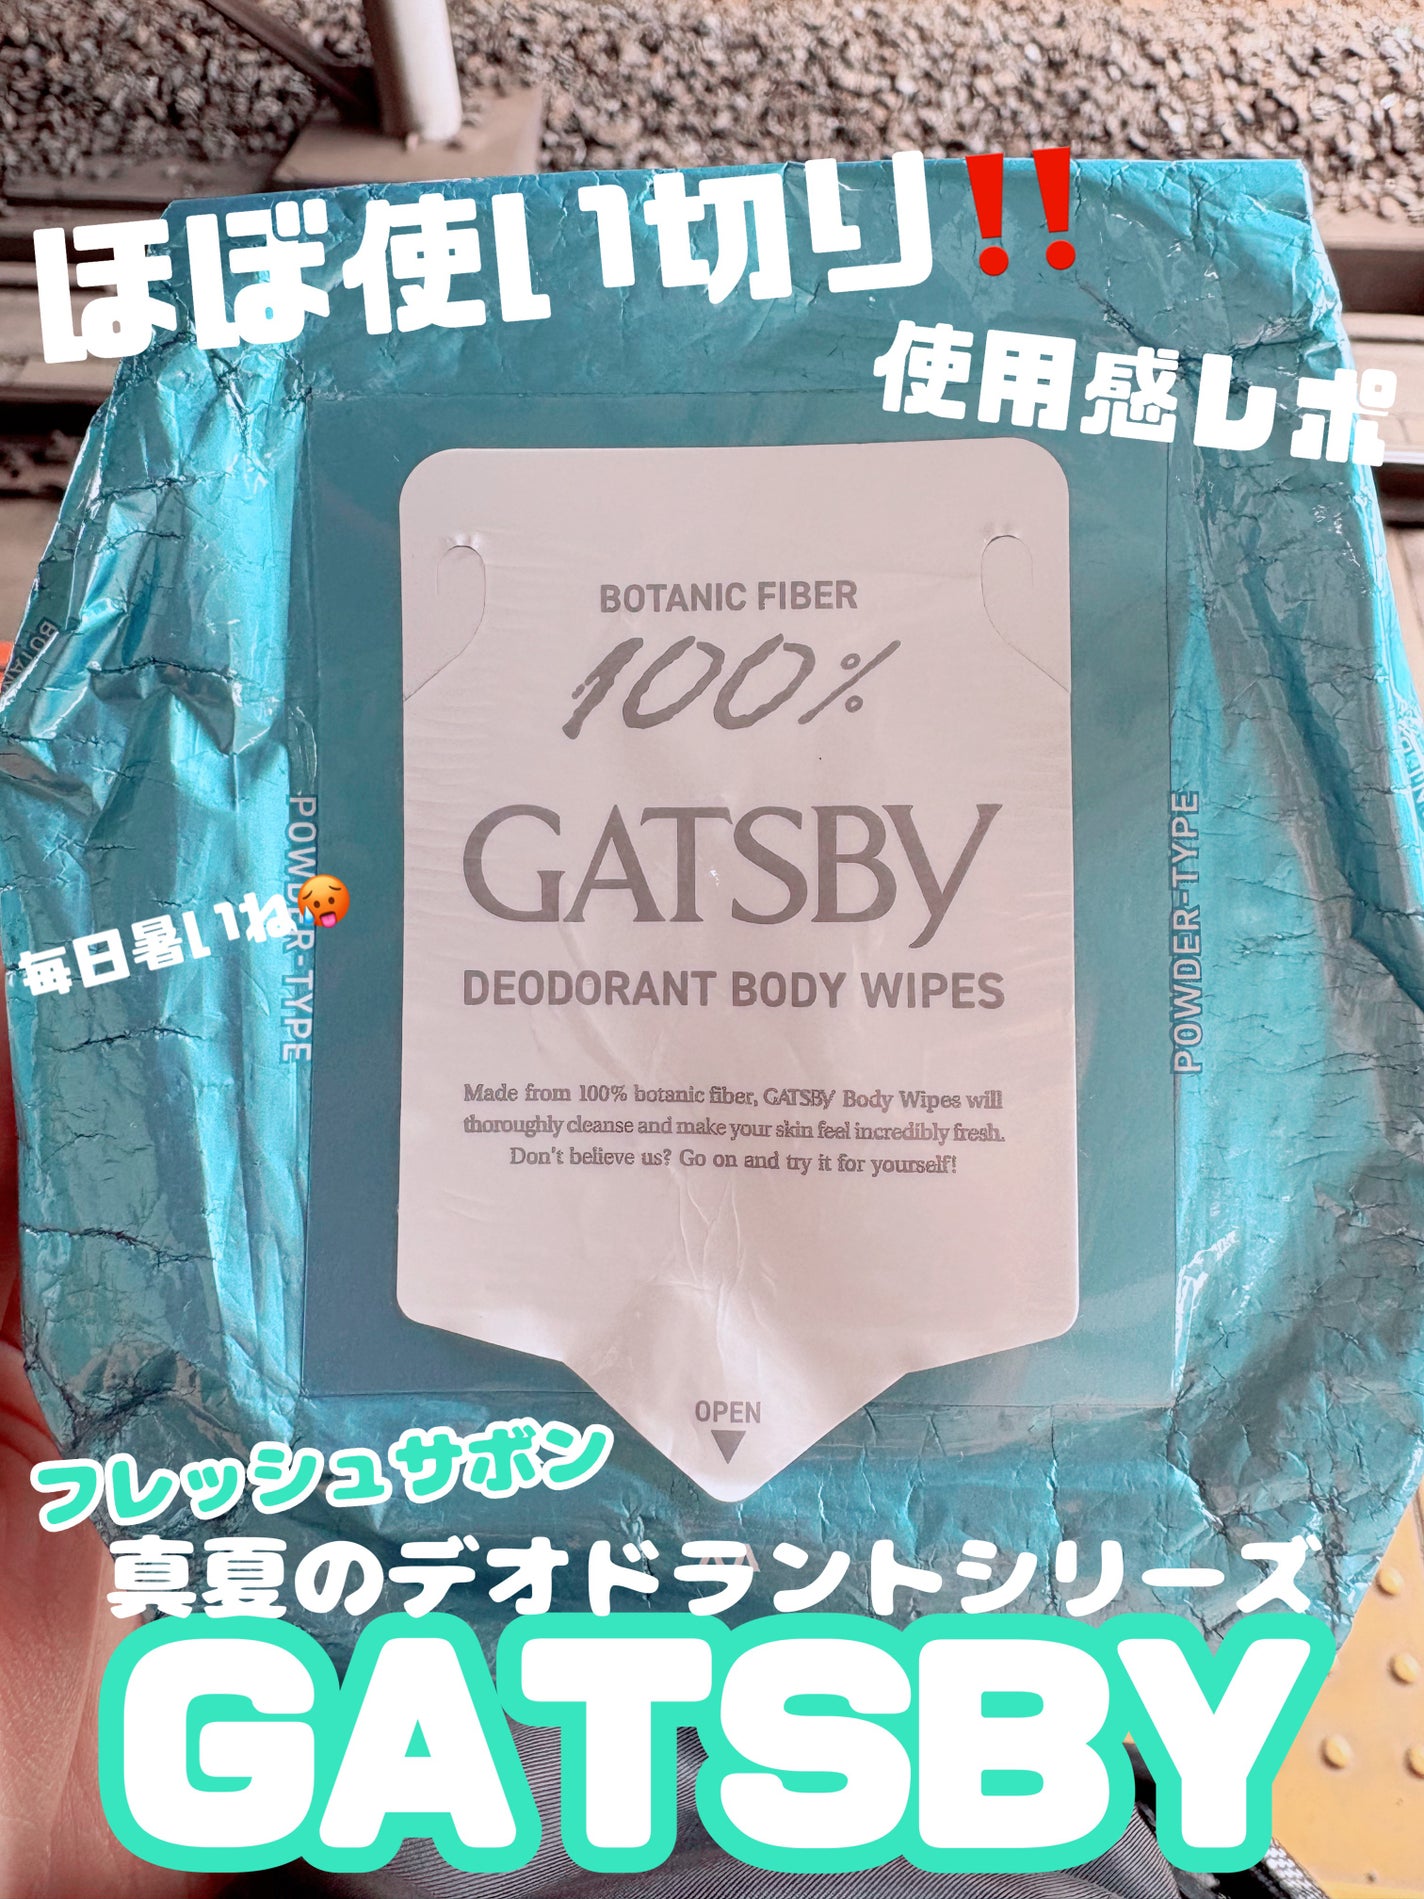 ほぼ使い切り‼️
使用感レポ
BOTANIC FIBER
100%
GATSBY
DEODORANT BODY WIPES
Made from 100% botanic fiber, GATSBY Body Wipes will
thoroughly cleanse and make your skin feel incredibly fresh.
Don't believe us? Go on and try it for yourself!
POWDER-TYPE
POWDER-TYPE
毎日暑いね🥵
OPEN
フレッシュサボン
真夏のデオドラントシリーズ
GATSBY